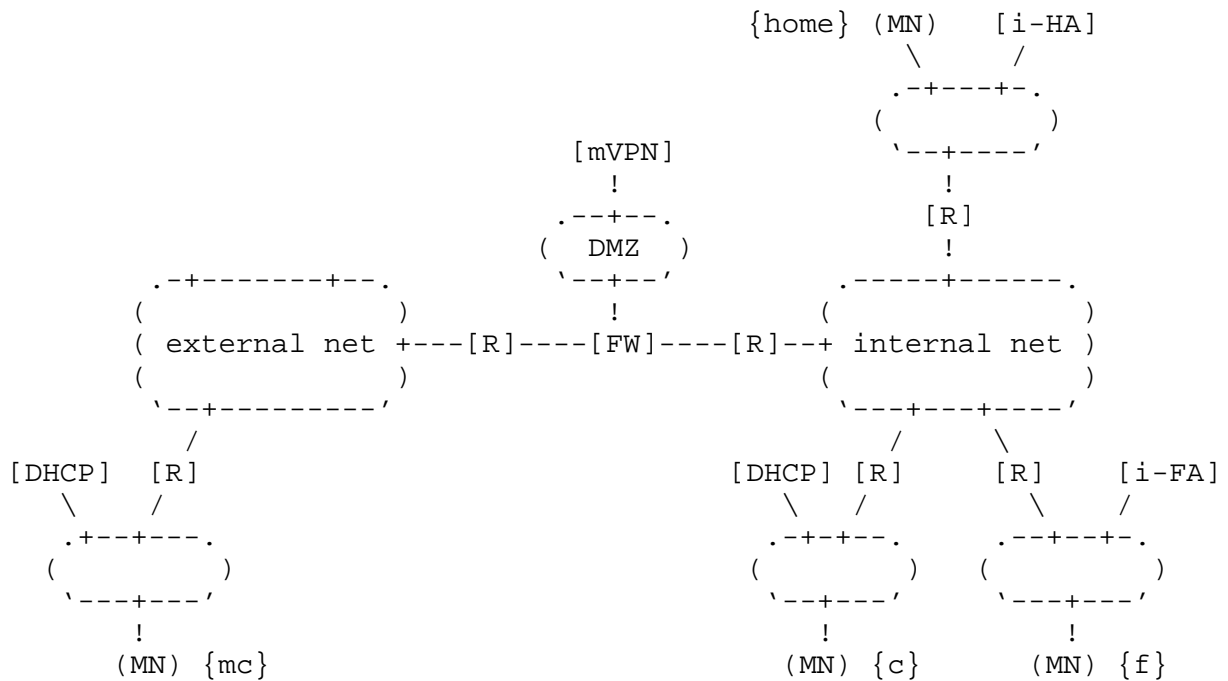 {home} (MN)   [i-HA]
                                                   \     /
                                                  .-+---+-.
                                                 (         )
                               [mVPN]             `--+----'
                                  !                  !
                               .--+--.              [R]
                              (  DMZ  )              !
        .-+-------+--.         `--+--'         .-----+------.
       (              )           !           (              )
       ( external net +---[R]----[FW]----[R]--+ internal net )
       (              )                       (              )
        `--+---------'                         `---+---+----'
          /                                       /     \
[DHCP]  [R]                              [DHCP] [R]     [R]    [i-FA]
   \    /                                   \   /         \    /
   .+--+---.                                .-+-+--.     .--+--+-.
  (         )                              (        )   (         )
   `---+---'                                `--+---'     `---+---'
       !                                       !             !
      (MN) {mc}                               (MN) {c}      (MN) {f}